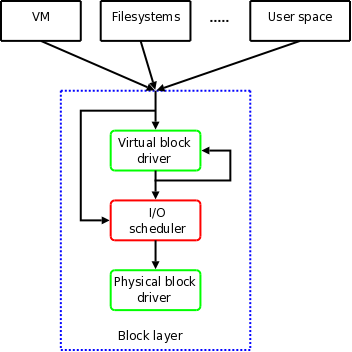 VM
Filesystems
.....
User space
Virtual block
driver
I/O
scheduler
Physical block
driver
Block layer